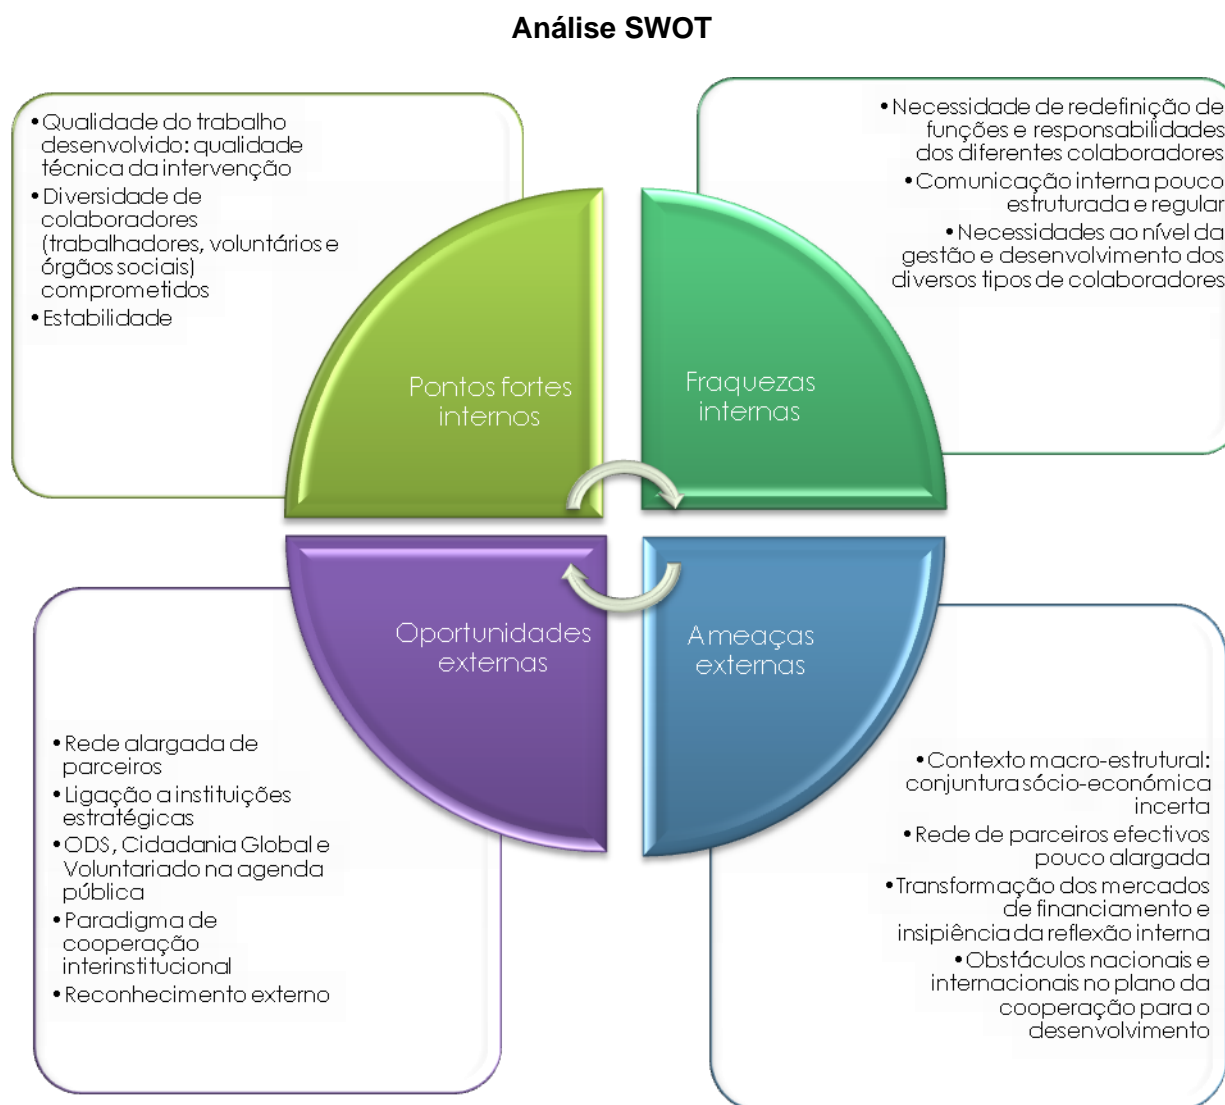 Análise SWOT
•Qualidade do trabalho
desenvolvido: qualidade
técnica da intervenção
•Diversidade de
colaboradores
(trabalhadores, voluntários e
órgãos sociais)
comprometidos
•Estabilidade
•Necessidade de redefinição de
funções e responsabilidades
dos diferentes colaboradores
•Comunicação interna pouco
estruturada e regular
•Necessidades ao nível da
gestão e desenvolvimento dos
diversos tipos de colaboradores
Pontos fortes
internos
Fraquezas
internas
Oportunidades
externas
Ameaças
externas
•Rede alargada de
parceiros
•Ligação a instituições
estratégicas
•ODS, Cidadania Global e
Voluntariado na agenda
pública
•Paradigma de
cooperação
interinstitucional
•Reconhecimento externo
•Contexto macro-estrutural:
conjuntura sócio-económica
incerta
•Rede de parceiros efectivos
pouco alargada
•Transformação dos mercados
de financiamento e
insipiência da reflexão interna
•Obstáculos nacionais e
internacionais no plano da
cooperação para o
desenvolvimento